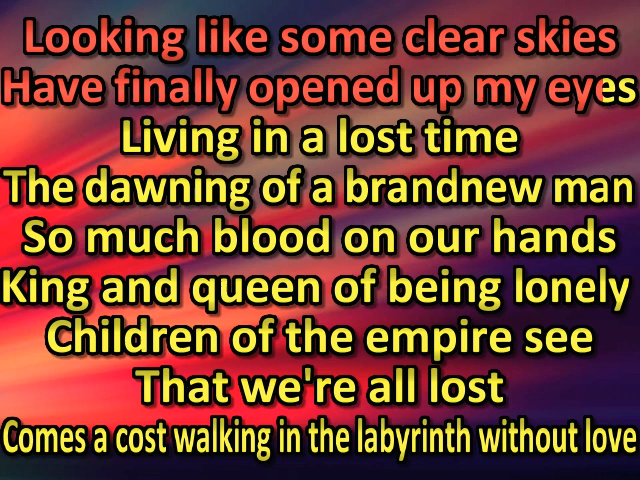 Looking like some clear skies
Have finally opened up my eyes
Living in a lost time
The dawning of a brandnew man
So much blood on our hands
King and queen of being lonely
Children of the empire see
That we're all lost
Comes a cost walking in the labyrinth without love